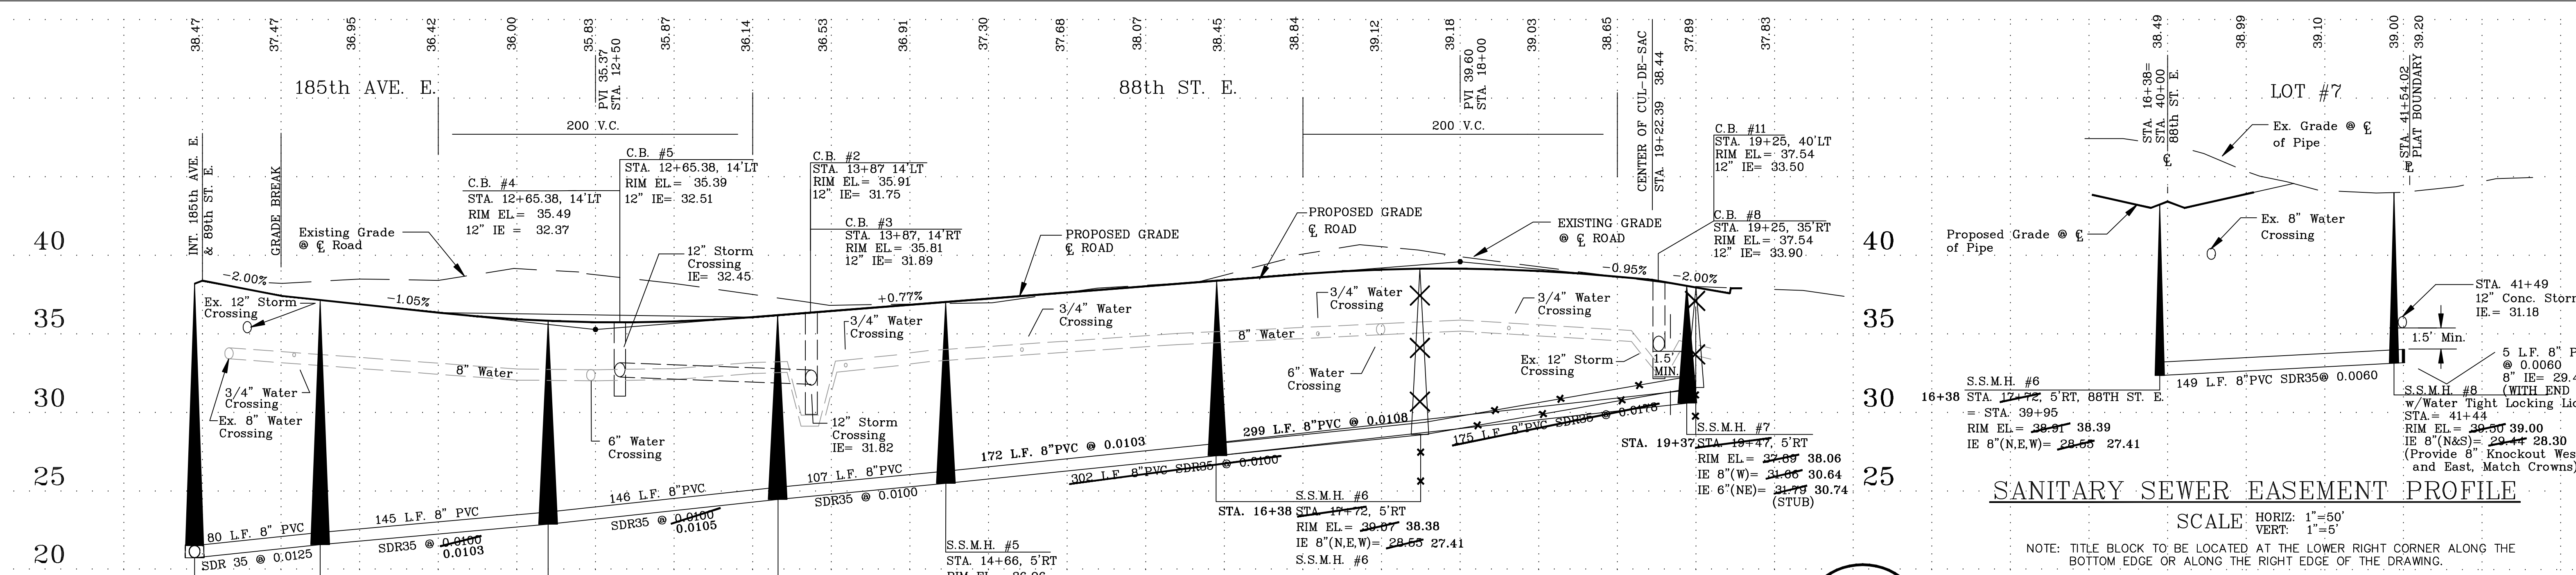 38.47
37.47
36.95
36.42
36.00
35.83
35.87
36.14
36.53
36.91
37.30
37.68
38.07
38.45
38.84
39.12
39.18
39.03
38.65
37.89
37.83
38.49
38.99
39.10
39.00
39.20
185th AVE. E.
88th ST. E.
LOT #7
PVI 35.37
STA. 12+50
PVI 39.60
STA. 18+00
CENTER OF CUL-DE-SAC
STA. 19+22.39 38.44
STA. 16+38=
STA. 40+00
88th ST. E.
℄
STA. 41+54.02
PLAT BOUNDARY
200 V.C.
200 V.C.
INT. 185th AVE. E.
& 89th ST. E.
GRADE BREAK
C.B. #4
STA. 12+65.38, 14'LT
RIM EL.= 35.49
12" IE = 32.37
C.B. #5
STA. 12+65.38, 14'LT
RIM EL.= 35.39
12" IE= 32.51
C.B. #2
STA. 13+87 14'LT
RIM EL.= 35.91
12" IE= 31.75
C.B. #3
STA. 13+87, 14'RT
RIM EL.= 35.81
12" IE= 31.89
C.B. #11
STA. 19+25, 40'LT
RIM EL.= 37.54
12" IE= 33.50
C.B. #8
STA. 19+25, 35'RT
RIM EL.= 37.54
12" IE= 33.90
Existing Grade
@ ℄ Road
12" Storm
Crossing
IE= 32.45
PROPOSED GRADE
℄ ROAD
PROPOSED GRADE
℄ ROAD
EXISTING GRADE
@ ℄ ROAD
Ex. Grade @ ℄
of Pipe
Proposed Grade @ ℄
of Pipe
Ex. 8" Water
Crossing
40
35
30
25
20
40
35
30
25
-2.00%
-1.05%
+0.77%
-0.95%
-2.00%
Ex. 12" Storm
Crossing
3/4" Water
Crossing
Ex. 8" Water
Crossing
8" Water
6" Water
Crossing
12" Storm
Crossing
IE= 31.82
3/4" Water
Crossing
3/4" Water
Crossing
8" Water
3/4" Water
Crossing
6" Water
Crossing
3/4" Water
Crossing
Ex. 12" Storm
Crossing
1.5'
MIN.
80 L.F. 8" PVC
SDR 35 @ 0.0125
145 L.F. 8" PVC
SDR35 @ 0.0100
0.0103
146 L.F. 8"PVC
SDR35 @ 0.0100
0.0105
107 L.F. 8"PVC
SDR35 @ 0.0100
172 L.F. 8"PVC @ 0.0103
302 L.F. 8"PVC SDR35 @ 0.0100
299 L.F. 8"PVC @ 0.0108
175 L.F. 8"PVC SDR35 @ 0.0178
S.S.M.H. #5
STA. 14+66, 5'RT
S.S.M.H. #6
STA. 16+38 STA. 17+72, 5'RT
RIM EL.= 39.07 38.38
IE 8"(N,E,W)= 28.55 27.41
S.S.M.H. #6
S.S.M.H. #7
STA. 19+37 STA. 19+47, 5'RT
RIM EL.= 37.89 38.06
IE 8"(W)= 31.66 30.64
IE 6"(NE)= 31.79 30.74
(STUB)
S.S.M.H. #6
16+38 STA. 17+72, 5'RT, 88TH ST. E.
= STA. 39+95
RIM EL.= 38.91 38.39
IE 8"(N,E,W)= 28.55 27.41
149 L.F. 8"PVC SDR35@ 0.0060
STA. 41+49
12" Conc. Storm
IE.= 31.18
1.5' Min.
5 L.F. 8" P
@ 0.0060
8" IE= 29.4
(WITH END
S.S.M.H. #8
w/Water Tight Locking Lid
STA.= 41+44
RIM EL.= 39.50 39.00
IE 8"(N&S)= 29.44 28.30
(Provide 8" Knockout Wes
and East, Match Crowns)
SANITARY SEWER EASEMENT PROFILE
SCALE HORIZ: 1"=50'
VERT: 1"=5'
NOTE: TITLE BLOCK TO BE LOCATED AT THE LOWER RIGHT CORNER ALONG THE
BOTTOM EDGE OR ALONG THE RIGHT EDGE OF THE DRAWING.